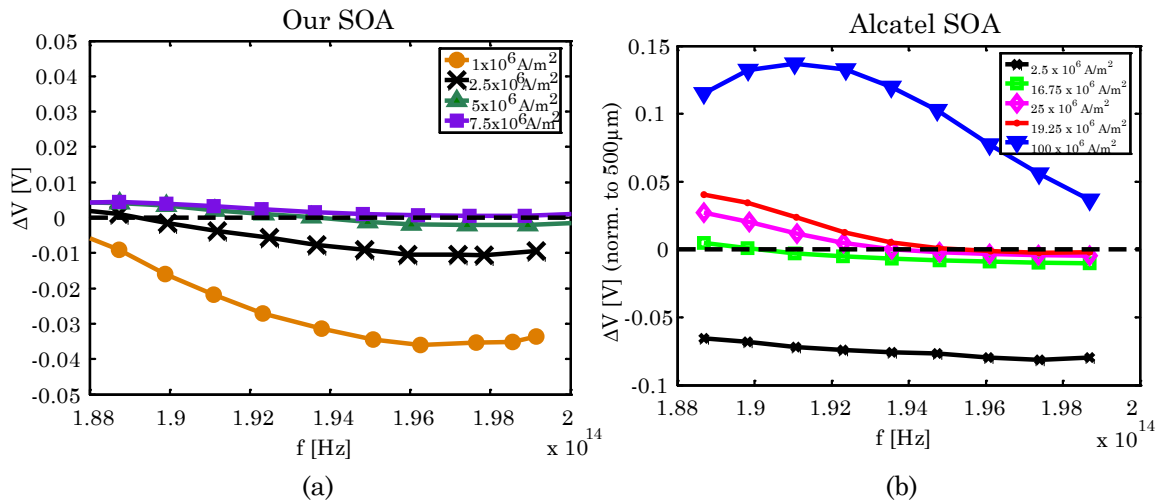 Our SOA
0.05
0.04
0.03
0.02
0.01
0
-0.01
-0.02
-0.03
-0.04
-0.05
ΔV [V]
1x10⁶A/m²
2.5x10⁶A/m²
5x10⁶A/m²
7.5x10⁶A/m²
1.88 1.9 1.92 1.94 1.96 1.98 2
f [Hz]
x 10¹⁴
(a)
Alcatel SOA
0.15
0.1
0.05
0
-0.05
-0.1
ΔV [V] (norm. to 500μm)
2.5 x 10⁶ A/m²
16.75 x 10⁶ A/m²
25 x 10⁶ A/m²
19.25 x 10⁶ A/m²
100 x 10⁶ A/m²
1.88 1.9 1.92 1.94 1.96 1.98 2
f [Hz]
x 10¹⁴
(b)